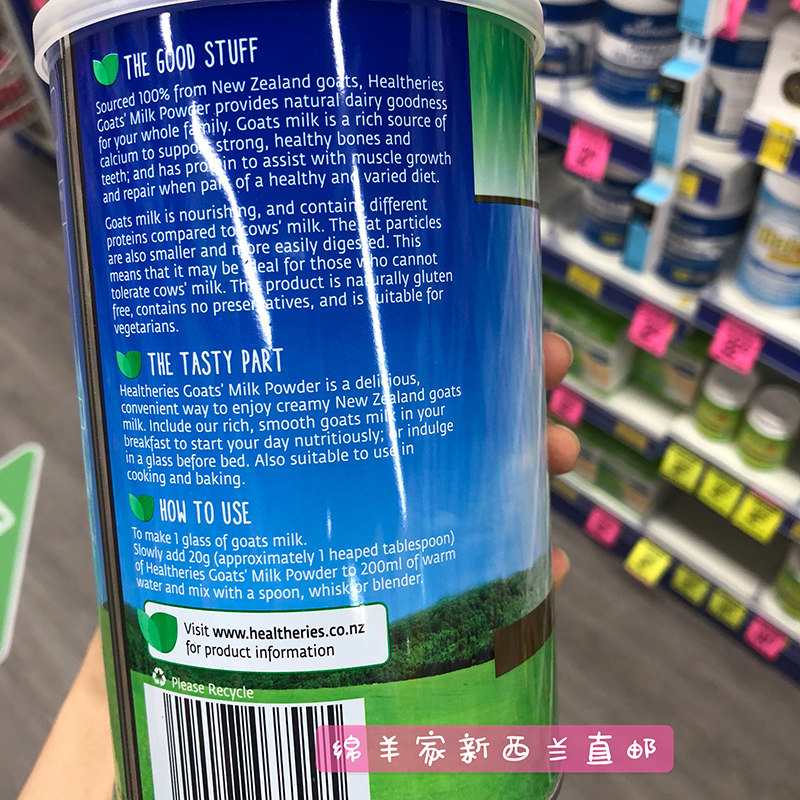 THE GOOD STUFF
Sourced 100% from New Zealand goats, Healtheries
Goats' Milk Powder provides natural dairy goodness
for your whole family. Goats milk is a rich source of
calcium to support strong, healthy bones and
teeth; and has protein to assist with muscle growth
and repair when part of a healthy and varied diet.
Goats milk is nourishing, and contains different
proteins compared to cows' milk. The fat particles
are also smaller and more easily digested. This
means that it may be ideal for those who cannot
tolerate cows' milk. This product is naturally gluten
free, contains no preservatives, and is suitable for
vegetarians.
THE TASTY PART
Healtheries Goats' Milk Powder is a delicious,
convenient way to enjoy creamy New Zealand goats
milk. Include our rich, smooth goats milk in your
breakfast to start your day nutritiously; or indulge
in a glass before bed. Also suitable to use in
cooking and baking.
HOW TO USE
To make 1 glass of goats milk.
Slowly add 20g (approximately 1 heaped tablespoon)
of Healtheries Goats' Milk Powder to 200ml of warm
water and mix with a spoon, whisk or blender.
Visit www.healtheries.co.nz
for product information
Please Recycle
绵羊家新西兰直邮